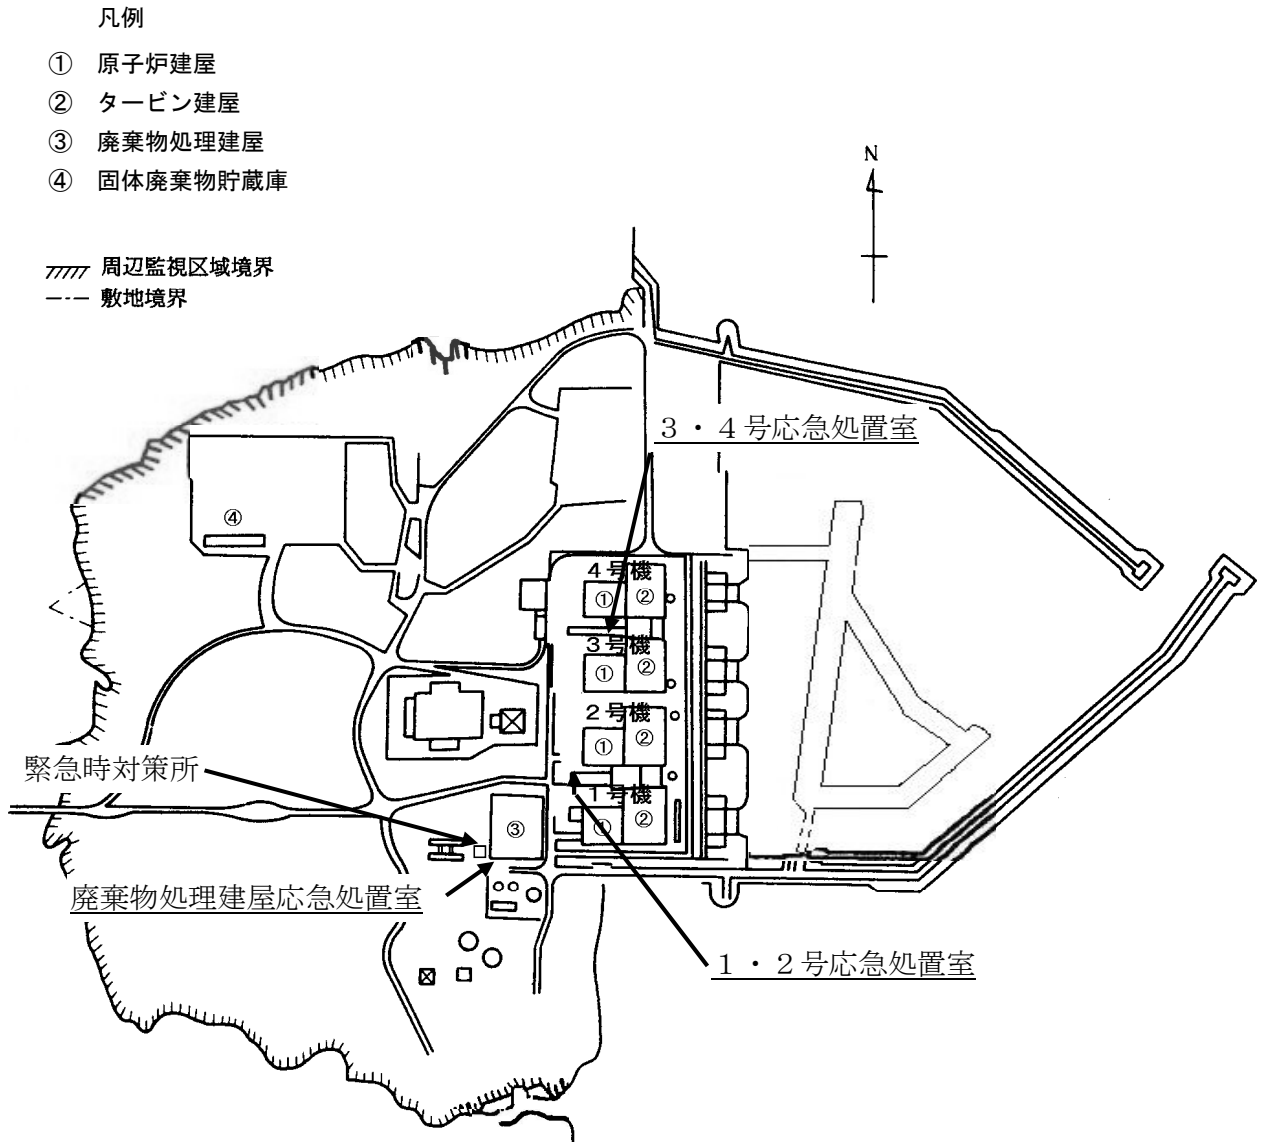 凡例
① 原子炉建屋
② タービン建屋
③ 廃棄物処理建屋
④ 固体廃棄物貯蔵庫
周辺監視区域境界
敷地境界
N
３・４号応急処置室
④
４号機
①
②
３号機
①
②
２号機
①
②
緊急時対策所
１号機
③
①
②
廃棄物処理建屋応急処置室
１・２号応急処置室